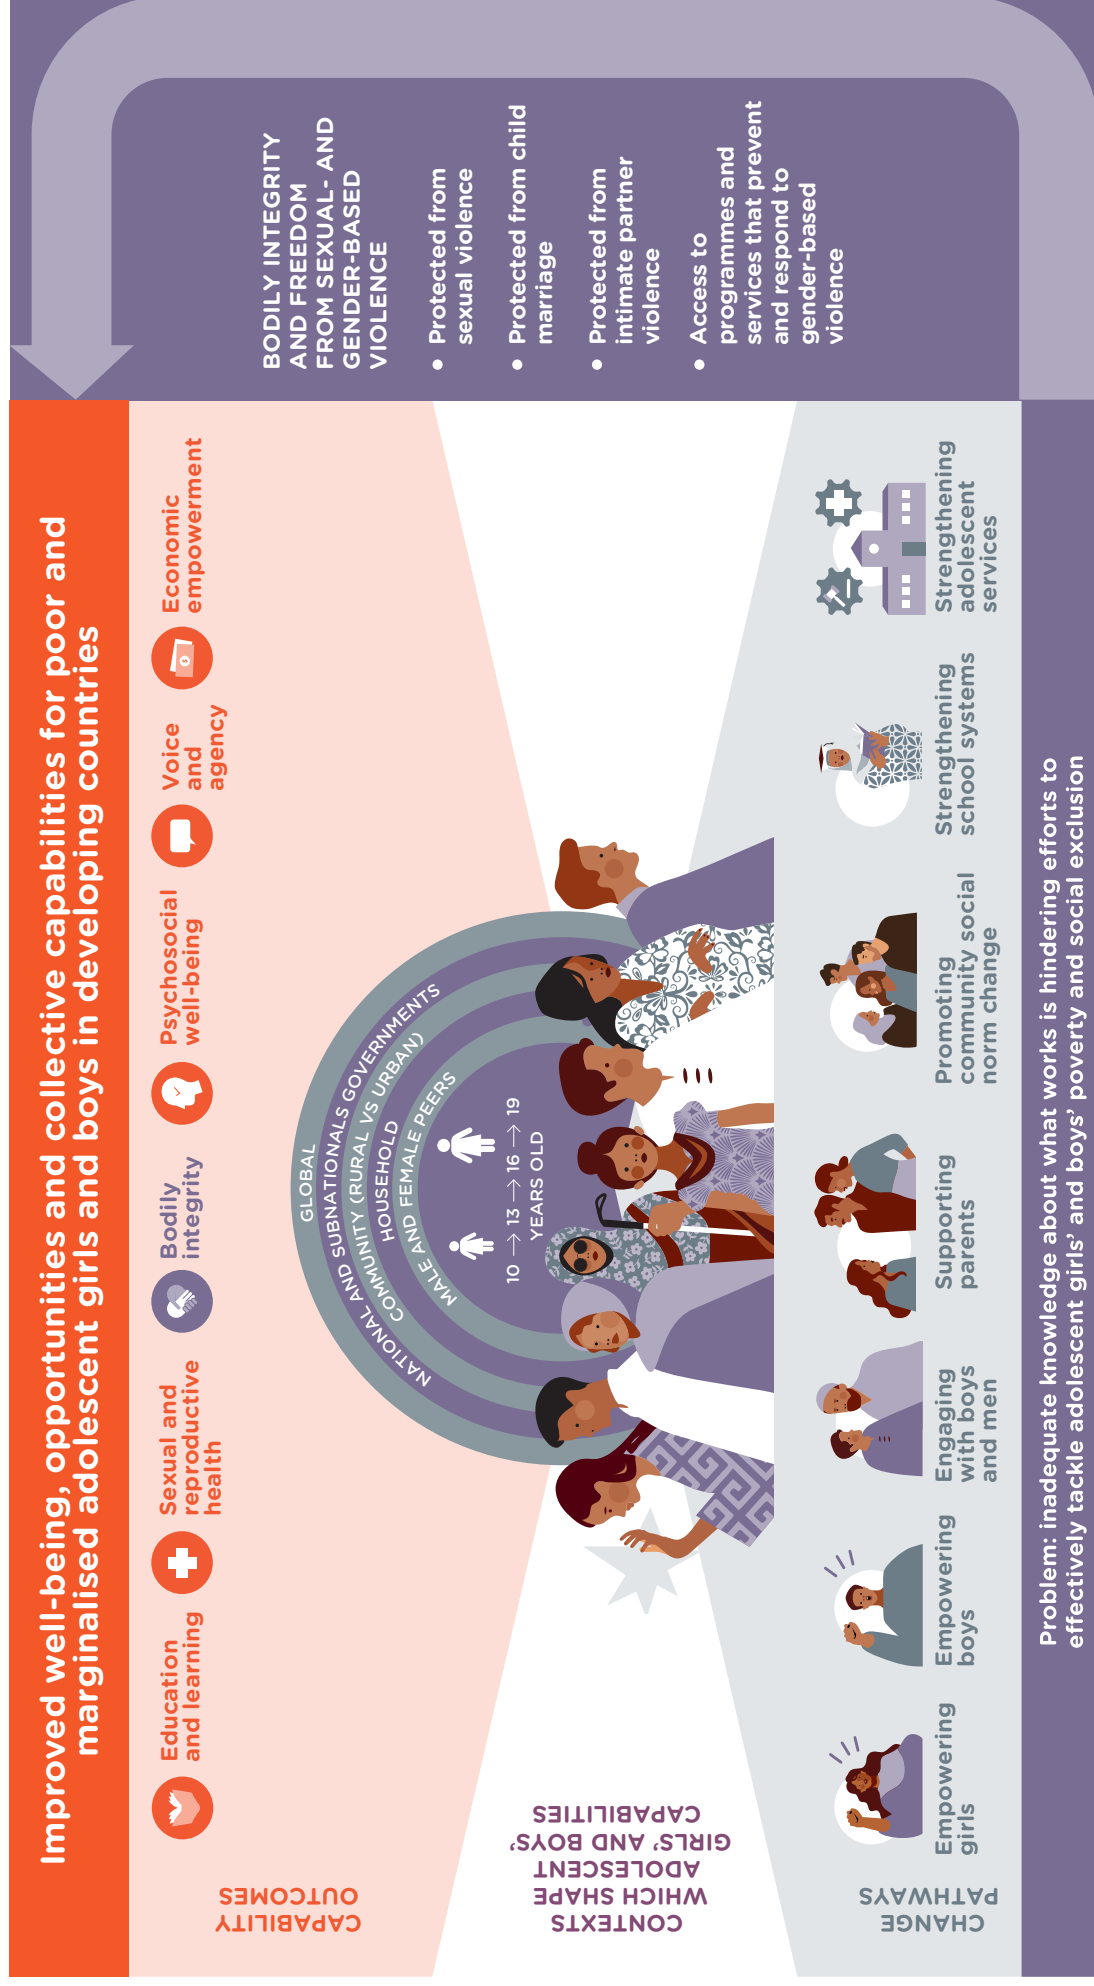 Improved well-being, opportunities and collective capabilities for poor and
marginalised adolescent girls and boys in developing countries
CAPABILITY
OUTCOMES
Education
and learning
Sexual and
reproductive
health
Bodily
integrity
Psychosocial
well-being
Voice
and
agency
Economic
empowerment
CONTEXTS
WHICH SHAPE
ADOLESCENT
GIRLS’ AND BOYS’
CAPABILITIES
GLOBAL
NATIONAL AND SUBNATIONALS GOVERNMENTS
COMMUNITY (RURAL VS URBAN)
HOUSEHOLD
MALE AND FEMALE PEERS
10 → 13 → 16 → 19
YEARS OLD
CHANGE
PATHWAYS
Empowering
girls
Empowering
boys
Engaging
with boys
and men
Supporting
parents
Promoting
community social
norm change
Strengthening
school systems
Strengthening
adolescent
services
Problem: inadequate knowledge about what works is hindering efforts to
effectively tackle adolescent girls’ and boys’ poverty and social exclusion
BODILY INTEGRITY
AND FREEDOM
FROM SEXUAL- AND
GENDER-BASED
VIOLENCE
• Protected from
sexual violence
• Protected from child
marriage
• Protected from
intimate partner
violence
• Access to
programmes and
services that prevent
and respond to
gender-based
violence